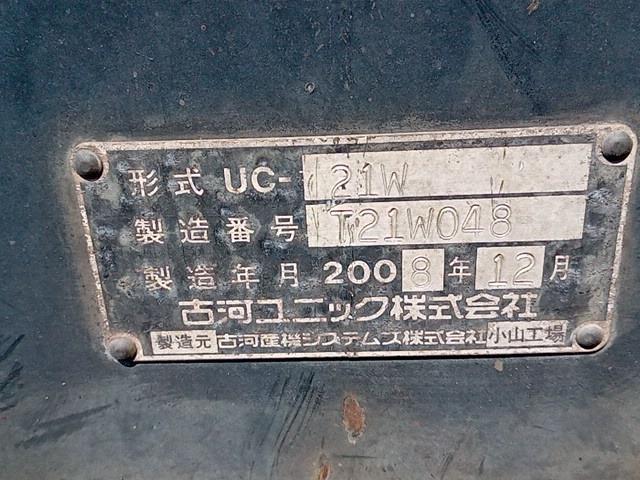 形式 UC- 21W
製造番号 T21W048
製造年月 2008年12月
古河ユニック株式会社
製造元 古河産機システムズ株式会社 小山工場